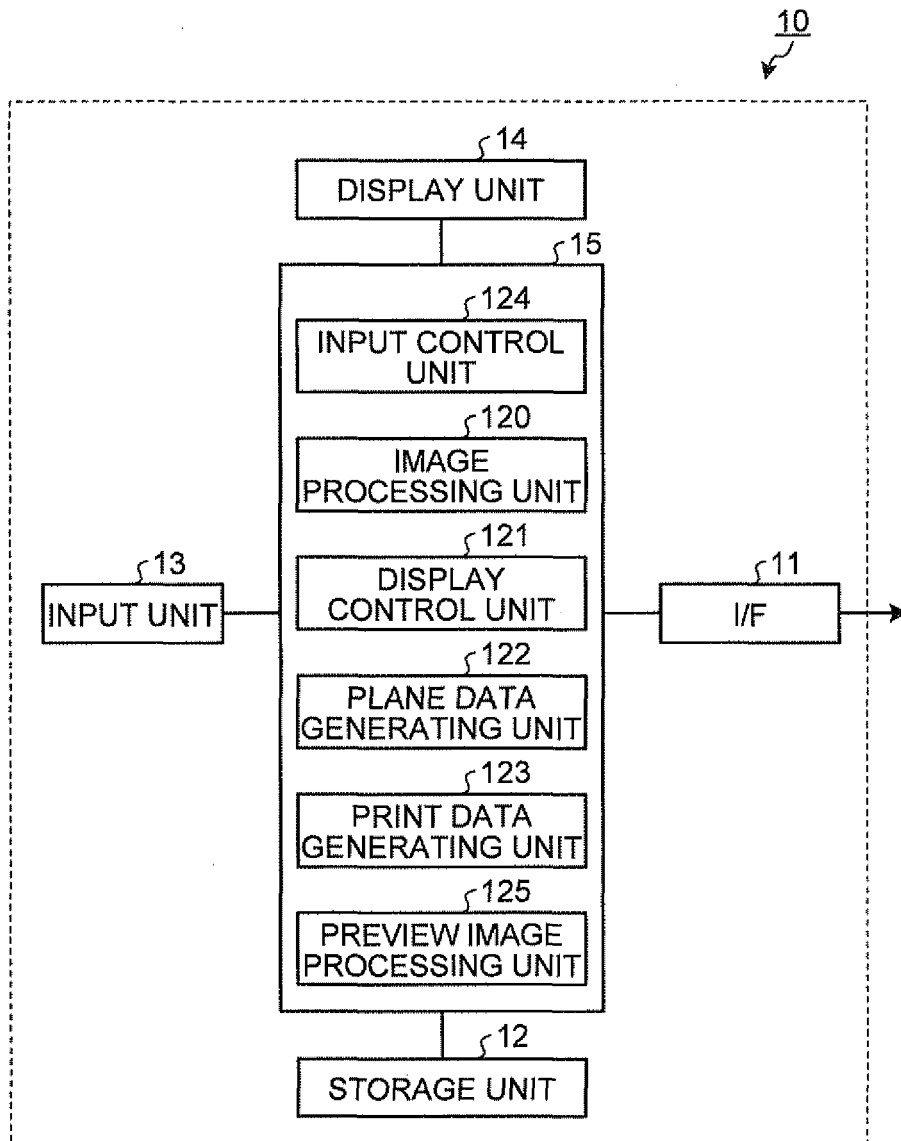 10
14
DISPLAY UNIT
15
124
INPUT CONTROL
UNIT
120
IMAGE
PROCESSING UNIT
121
DISPLAY
CONTROL UNIT
13
INPUT UNIT
11
I/F
122
PLANE DATA
GENERATING UNIT
123
PRINT DATA
GENERATING UNIT
125
PREVIEW IMAGE
PROCESSING UNIT
12
STORAGE UNIT